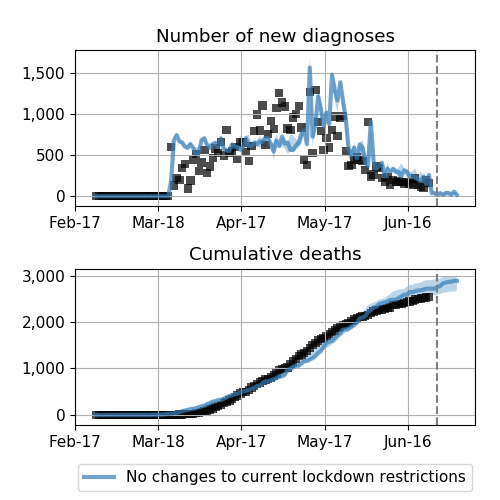 Number of new diagnoses
1,500
1,000
500
0
Feb-17 Mar-18 Apr-17 May-17 Jun-16
Cumulative deaths
3,000
2,000
1,000
0
Feb-17 Mar-18 Apr-17 May-17 Jun-16
No changes to current lockdown restrictions